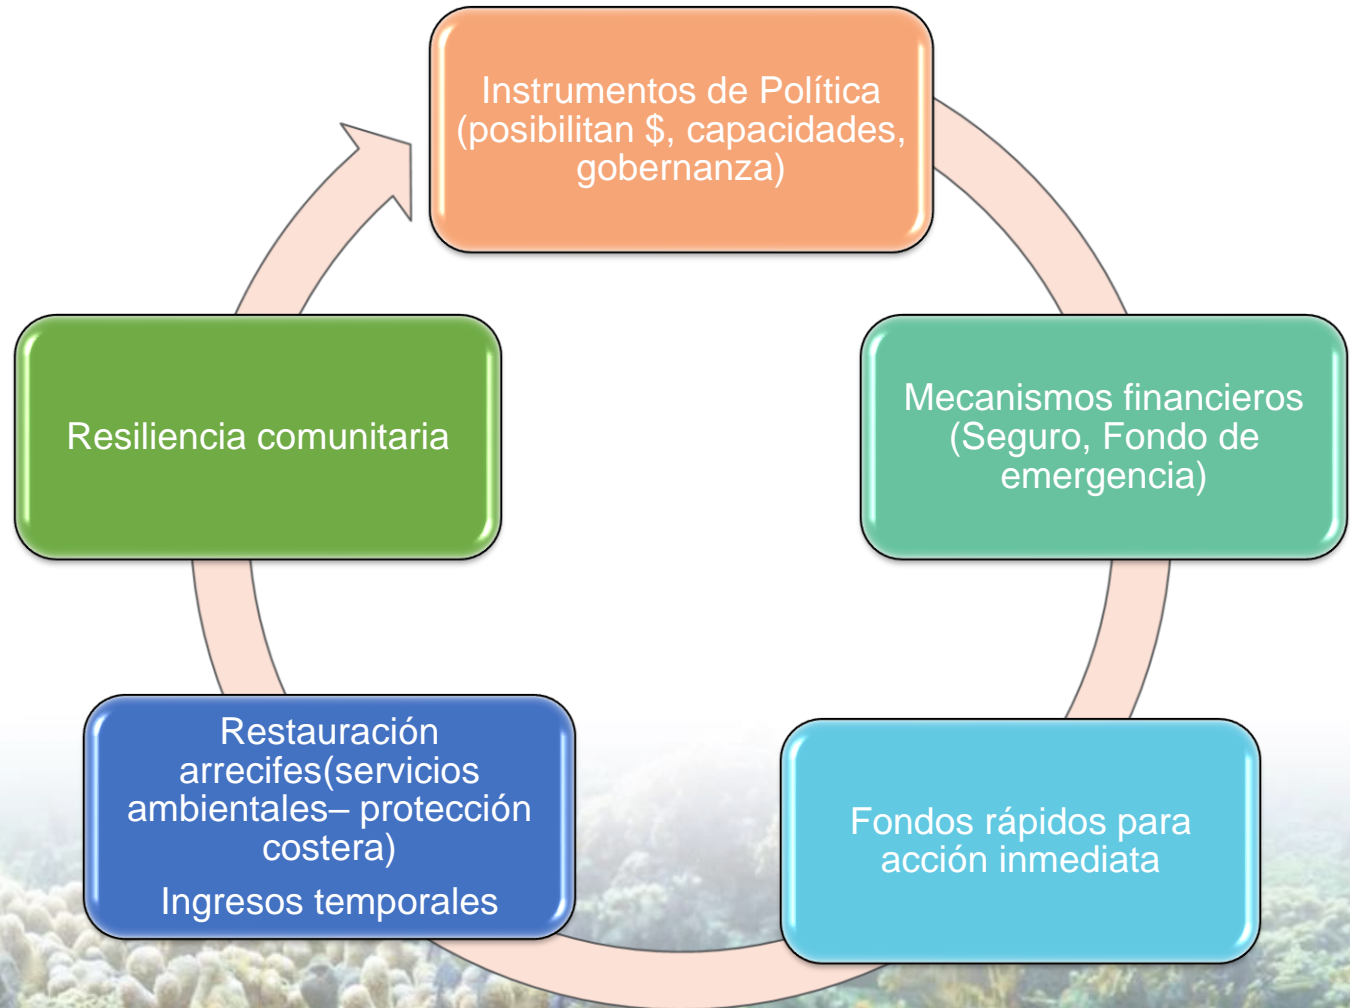 Instrumentos de Política
(posibilitan $, capacidades,
gobernanza)
Mecanismos financieros
(Seguro, Fondo de
emergencia)
Fondos rápidos para
acción inmediata
Restauración
arrecifes(servicios
ambientales– protección
costera)
Ingresos temporales
Resiliencia comunitaria